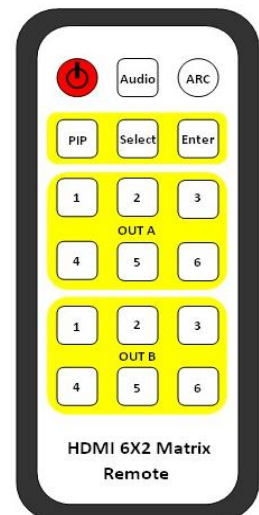 Audio ARC
PIP Select Enter
1 2 3
OUT A
4 5 6
1 2 3
OUT B
4 5 6
HDMI 6X2 Matrix
Remote